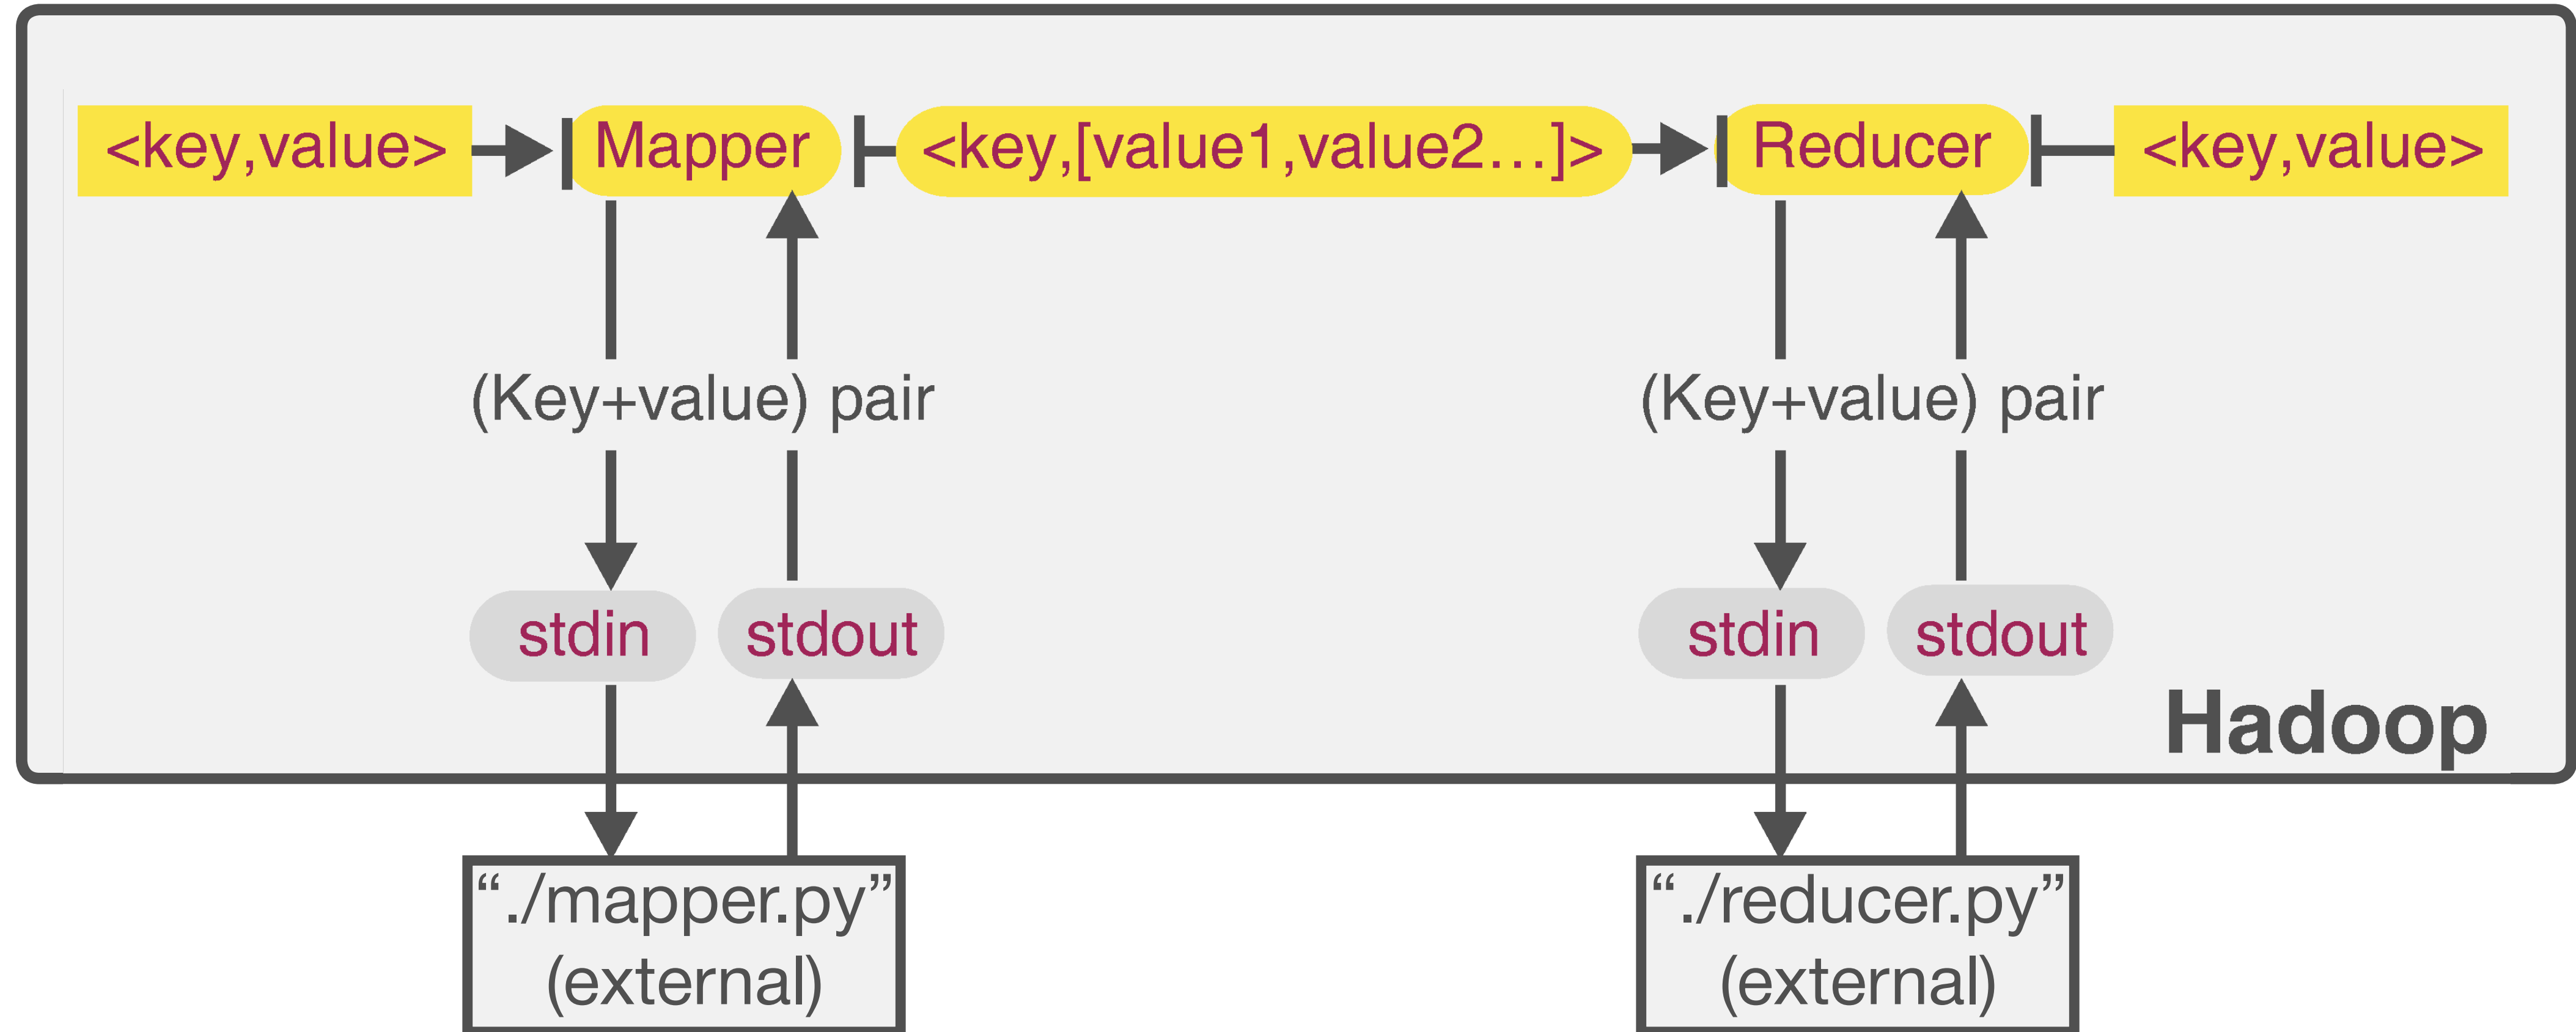 <key,value>
Mapper
<key,[value1,value2...]>
Reducer
<key,value>
(Key+value) pair
(Key+value) pair
stdin
stdout
stdin
stdout
Hadoop
“./mapper.py”
(external)
“./reducer.py”
(external)